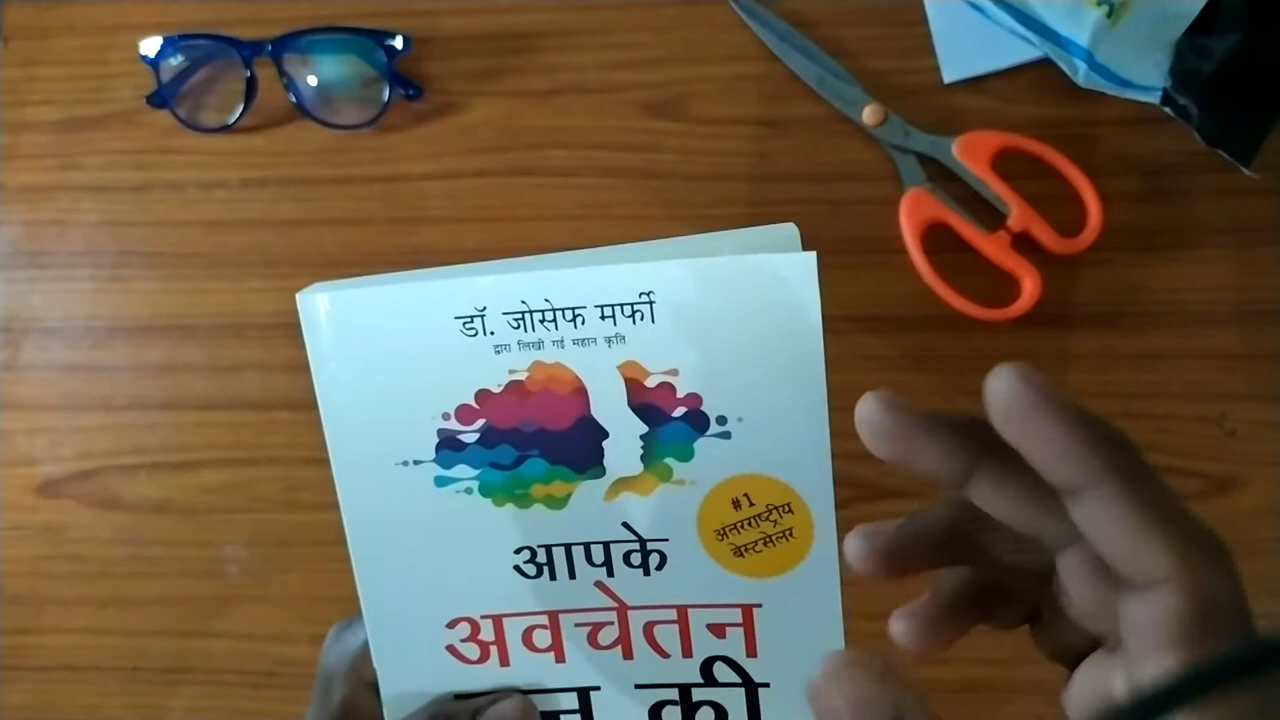 डॉ. जोसेफ मर्फी
द्वारा लिखी गई महान कृति
#1
अंतरराष्ट्रीय
बेस्टसेलर
आपके
अवचेतन
की